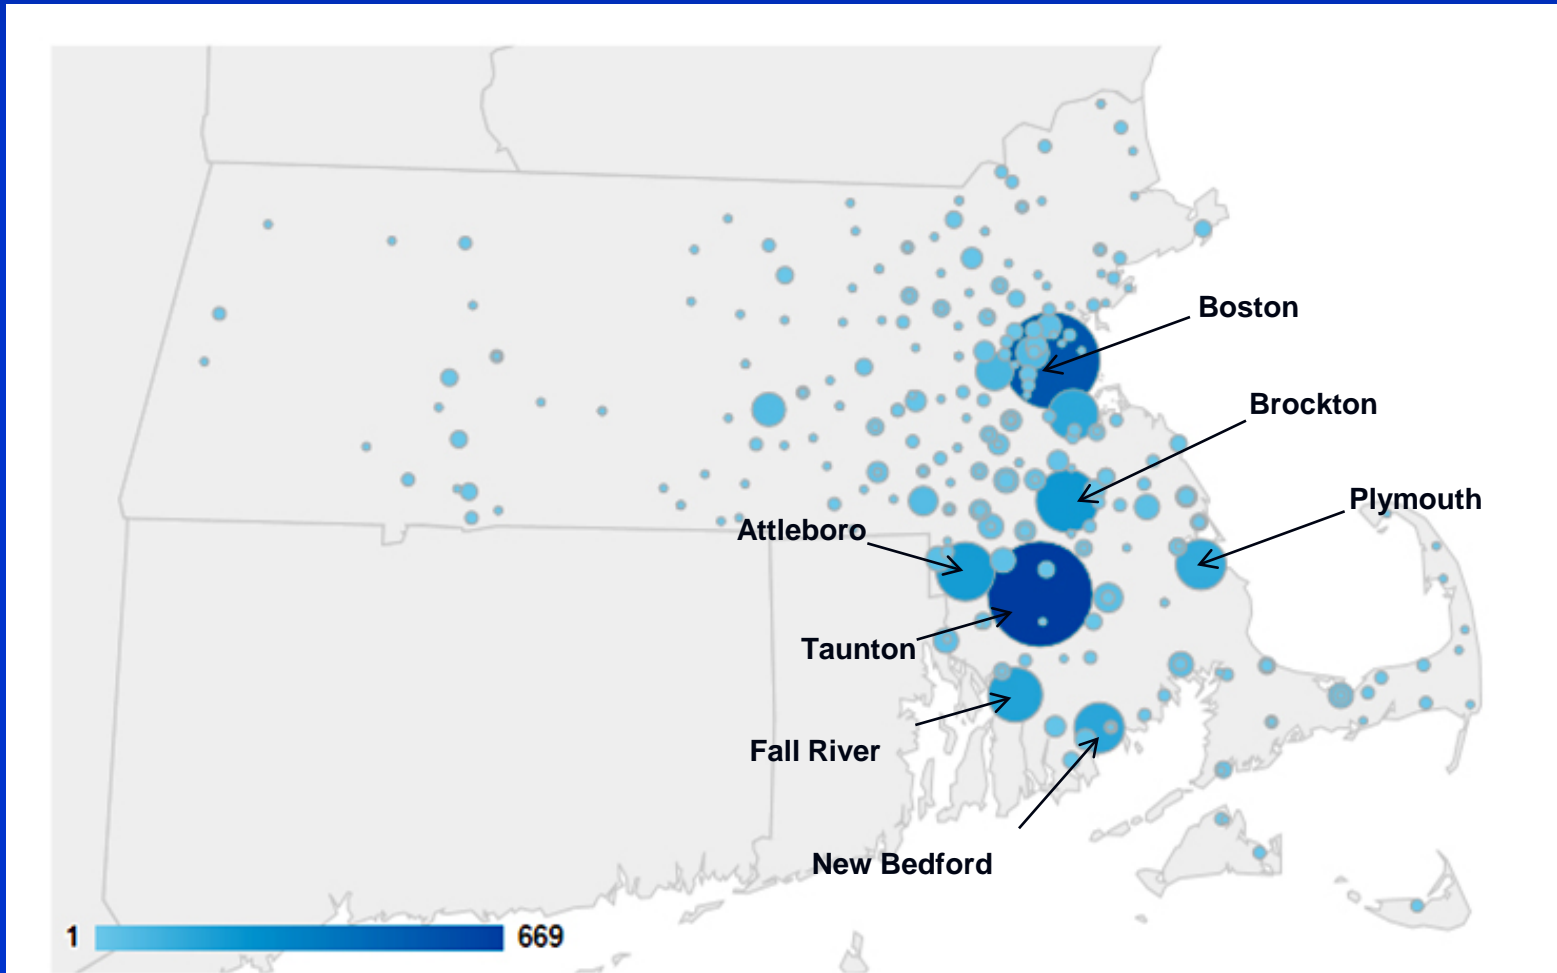 Boston
Brockton
Plymouth
Attleboro
Taunton
Fall River
New Bedford
1
669